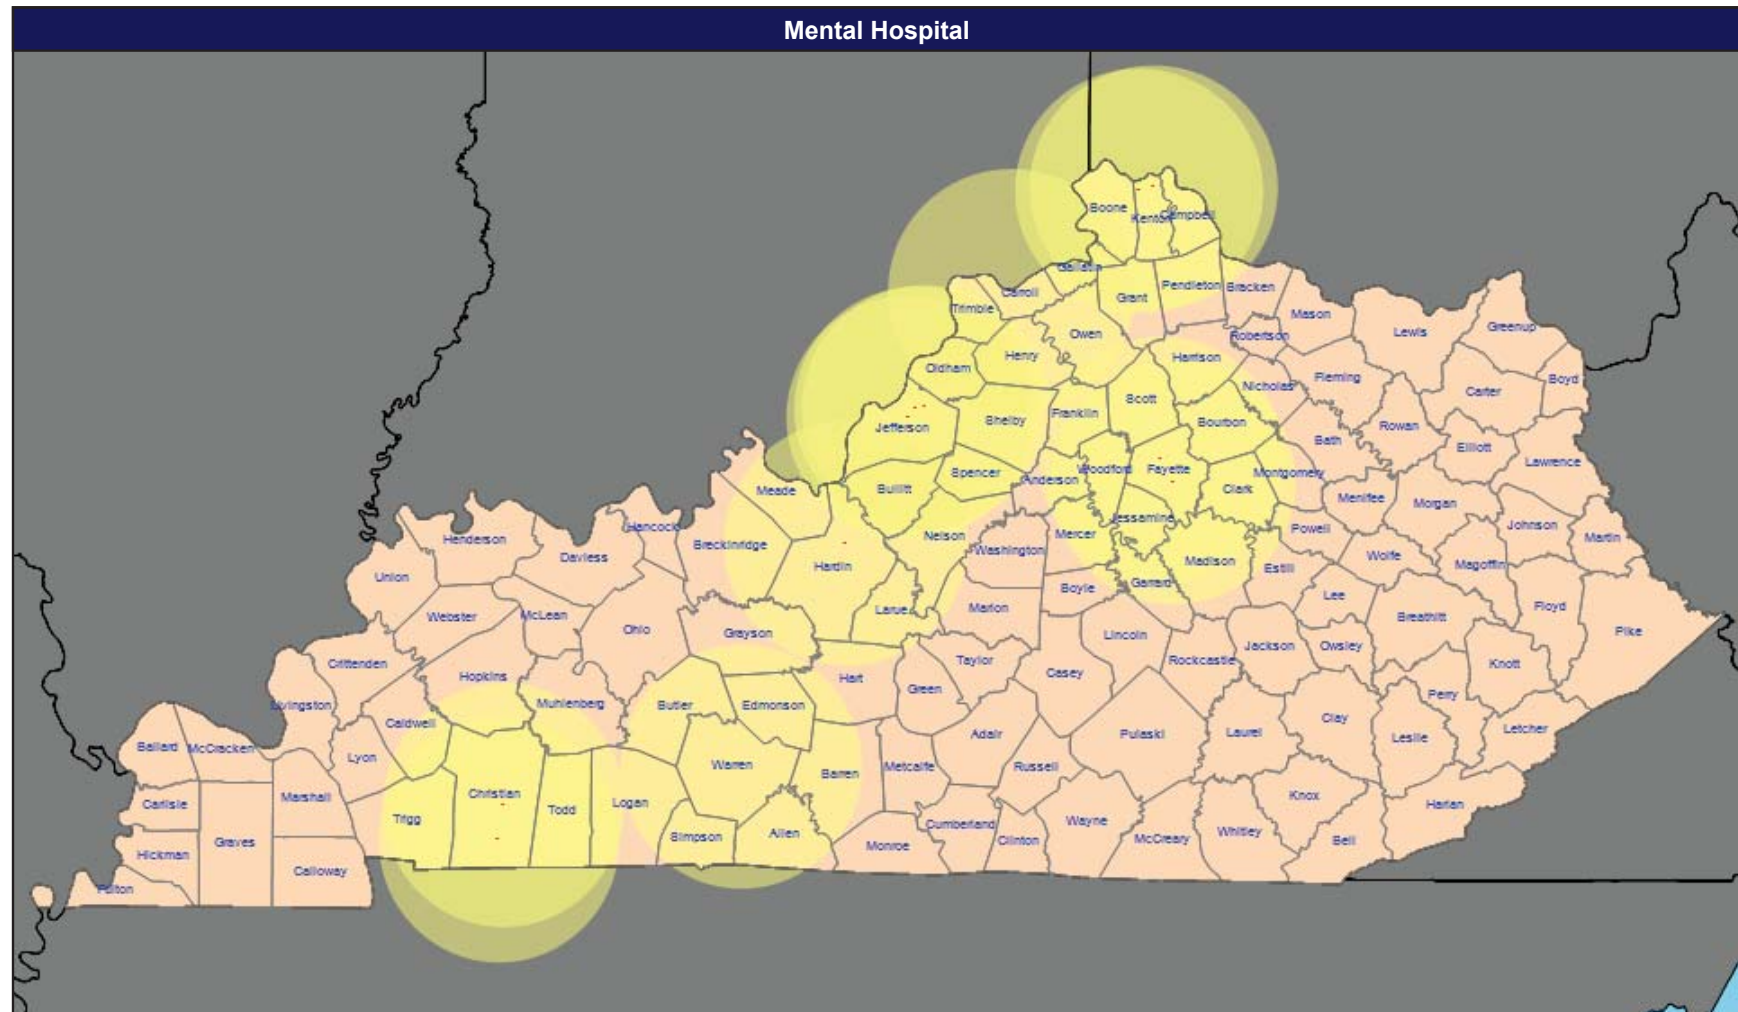 Mental Hospital
Boone
Kenton
Campbell
Gallatin
Carroll
Grant
Pendleton
Bracken
Trimble
Owen
Mason
Robertson
Lewis
Greenup
Henry
Harrison
Oldham
Nicholas
Fleming
Carter
Boyd
Scott
Franklin
Shelby
Bourbon
Jefferson
Rowan
Bath
Elliott
Lawrence
Woodford
Fayette
Spencer
Anderson
Montgomery
Clark
Bullitt
Meade
Menifee
Morgan
Jessamine
Johnson
Powell
Martin
Hancock
Henderson
Nelson
Mercer
Breckinridge
Washington
Daviess
Wolfe
Madison
Magoffin
Hardin
Estill
Union
Garrard
Boyle
Lee
Larue
Marion
Floyd
Webster
McLean
Breathitt
Ohio
Grayson
Lincoln
Pike
Jackson
Owsley
Taylor
Rockcastle
Crittenden
Knott
Casey
Hopkins
Hart
Green
Perry
Livingston
Muhlenberg
Butler
Edmonson
Clay
Caldwell
Letcher
Adair
Pulaski
Laurel
Leslie
Ballard
McCracken
Lyon
Warren
Metcalfe
Russell
Barren
Christian
Knox
Marshall
Carlisle
Logan
Harlan
Todd
Trigg
Wayne
Cumberland
Whitley
Allen
Simpson
McCreary
Clinton
Bell
Graves
Monroe
Hickman
Calloway
Fulton